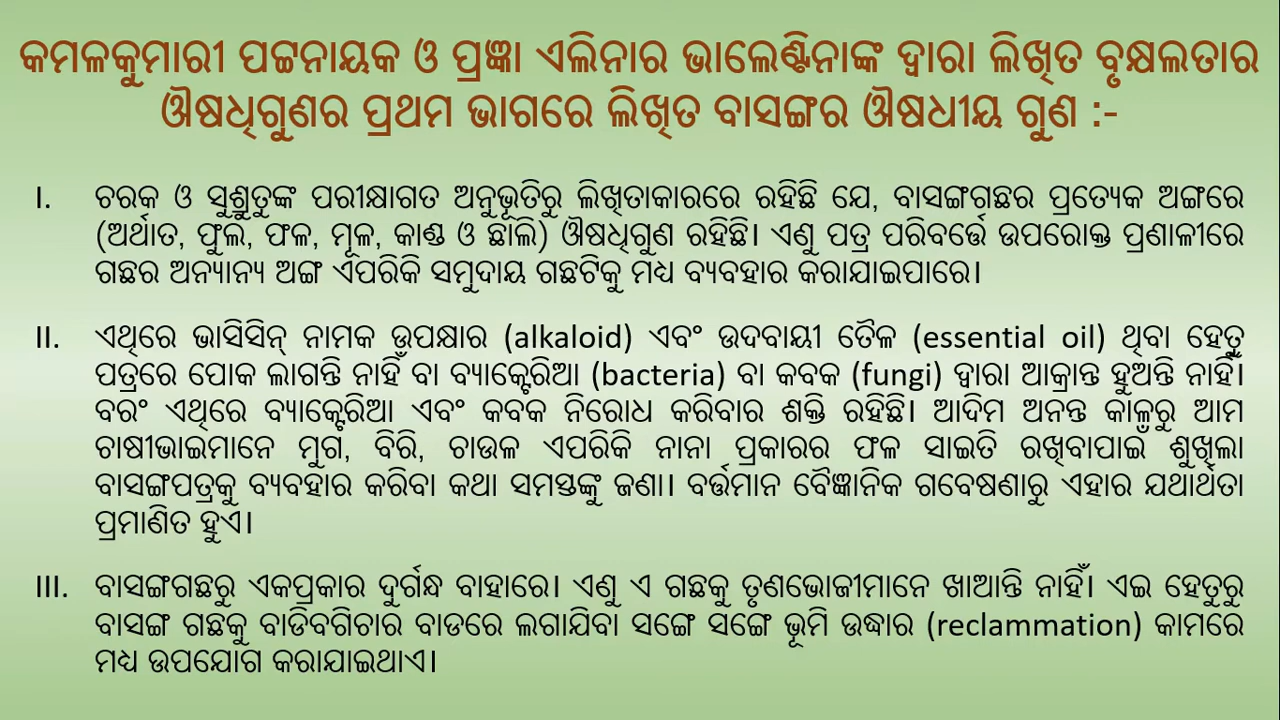 କମଳକୁମାରୀ ପଟ୍ଟନାୟକ ଓ ପ୍ରଜ୍ଞା ଏଲିନାର ଭାଲେଣ୍ଟିନାଙ୍କ ଦ୍ୱାରା ଲିଖିତ ବୃକ୍ଷଲତାର
ଔଷଧିଗୁଣର ପ୍ରଥମ ଭାଗରେ ଲିଖିତ ବାସଙ୍ଗର ଔଷଧୀୟ ଗୁଣ :-
I. ଚରକ ଓ ସୁଶ୍ରୁତୁଙ୍କ ପରୀକ୍ଷାଗତ ଅନୁଭୂତିରୁ ଲିଖିତାକାରରେ ରହିଛି ଯେ, ବାସଙ୍ଗଗଛର ପ୍ରତ୍ୟେକ ଅଙ୍ଗରେ
(ଅର୍ଥାତ, ଫୁଲ, ଫଳ, ମୂଳ, କାଣ୍ଡ ଓ ଛାଲି) ଔଷଧିଗୁଣ ରହିଛି। ଏଣୁ ପତ୍ର ପରିବର୍ତ୍ତେ ଉପରୋକ୍ତ ପ୍ରଣାଳୀରେ
ଗଛର ଅନ୍ୟାନ୍ୟ ଅଙ୍ଗ ଏପରିକି ସମୁଦାୟ ଗଛଟିକୁ ମଧ୍ୟ ବ୍ୟବହାର କରାଯାଇପାରେ।
II. ଏଥିରେ ଭାସିସିନ୍ ନାମକ ଉପକ୍ଷାର (alkaloid) ଏବଂ ଉଦବାୟୀ ତୈଳ (essential oil) ଥିବା ହେତୁ
ପତ୍ରରେ ପୋକ ଲାଗନ୍ତି ନାହିଁ ବା ବ୍ୟାକ୍ଟେରିଆ (bacteria) ବା କବକ (fungi) ଦ୍ୱାରା ଆକ୍ରାନ୍ତ ହୁଅନ୍ତି ନାହିଁ।
ବରଂ ଏଥିରେ ବ୍ୟାକ୍ଟେରିଆ ଏବଂ କବକ ନିରୋଧ କରିବାର ଶକ୍ତି ରହିଛି। ଆଦିମ ଅନନ୍ତ କାଳରୁ ଆମ
ଚାଷୀଭାଇମାନେ ମୁଗ, ବିରି, ଚାଉଳ ଏପରିକି ନାନା ପ୍ରକାରର ଫଳ ସାଇତି ରଖିବାପାଇଁ ଶୁଖିଲା
ବାସଙ୍ଗପତ୍ରକୁ ବ୍ୟବହାର କରିବା କଥା ସମସ୍ତଙ୍କୁ ଜଣା। ବର୍ତ୍ତମାନ ବୈଜ୍ଞାନିକ ଗବେଷଣାରୁ ଏହାର ଯଥାର୍ଥତା
ପ୍ରମାଣିତ ହୁଏ।
III. ବାସଙ୍ଗଗଛରୁ ଏକପ୍ରକାର ଦୁର୍ଗନ୍ଧ ବାହାରେ। ଏଣୁ ଏ ଗଛକୁ ତୃଣଭୋଜୀମାନେ ଖାଆନ୍ତି ନାହିଁ। ଏଇ ହେତୁରୁ
ବାସଙ୍ଗ ଗଛକୁ ବାଡିବଗିଚାର ବାଡରେ ଲଗାଯିବା ସଙ୍ଗେ ସଙ୍ଗେ ଭୂମି ଉଦ୍ଧାର (reclammation) କାମରେ
ମଧ୍ୟ ଉପଯୋଗ କରାଯାଇଥାଏ।